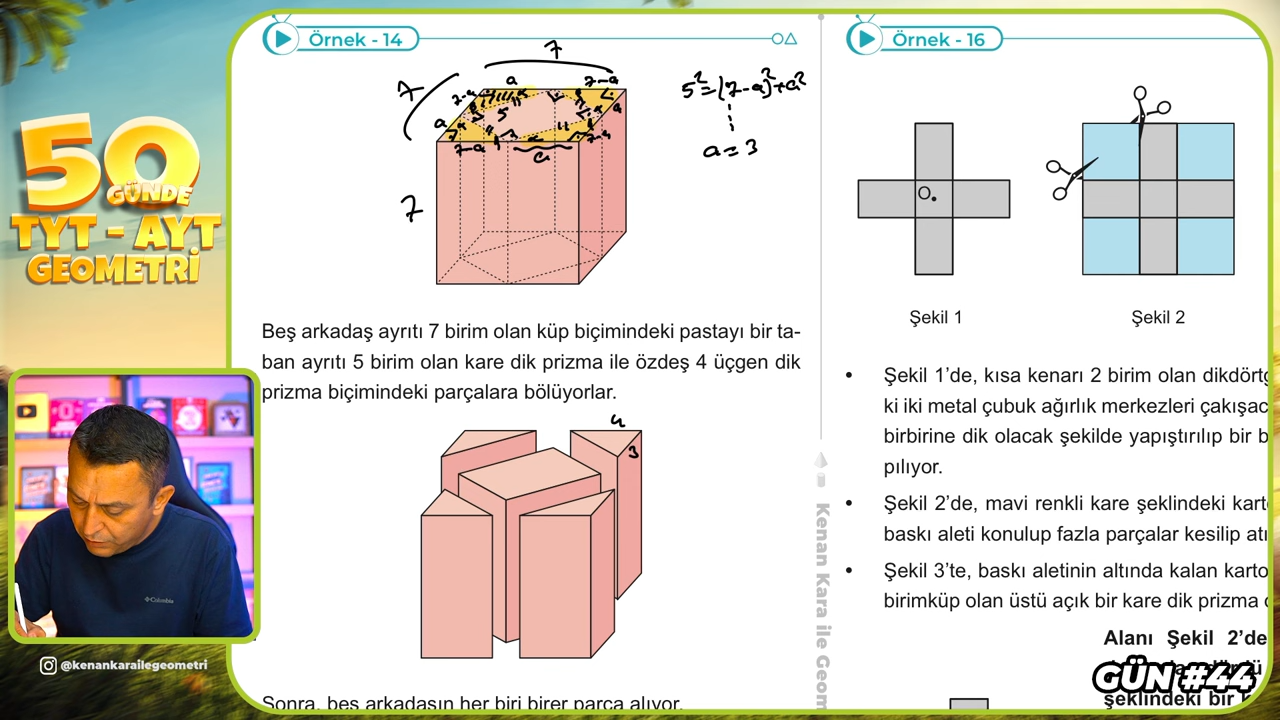 50
GÜNDE
TYT - AYT
GEOMETRİ
@kenankarailegeometri
Örnek - 14
7
7
7
a
7-a
7-a
a
a
5
7-a
a
7-a
5²=(7-a)²+a²
a=3
Beş arkadaş ayrıtı 7 birim olan küp biçimindeki pastayı bir ta-
ban ayrıtı 5 birim olan kare dik prizma ile özdeş 4 üçgen dik
prizma biçimindeki parçalara bölüyorlar.
4
3
Sonra, beş arkadaşın her biri birer parça alıyor.
Kenan Kara ile Geom
Örnek - 16
O
Şekil 1
Şekil 2
• Şekil 1'de, kısa kenarı 2 birim olan dikdörtg
ki iki metal çubuk ağırlık merkezleri çakışac
birbirine dik olacak şekilde yapıştırılıp bir b
pılıyor.
• Şekil 2'de, mavi renkli kare şeklindeki kart
baskı aleti konulup fazla parçalar kesilip atı
• Şekil 3'te, baskı aletinin altında kalan karto
birimküp olan üstü açık bir kare dik prizma
Alanı Şekil 2'de
şeklindeki bir
GÜN #44